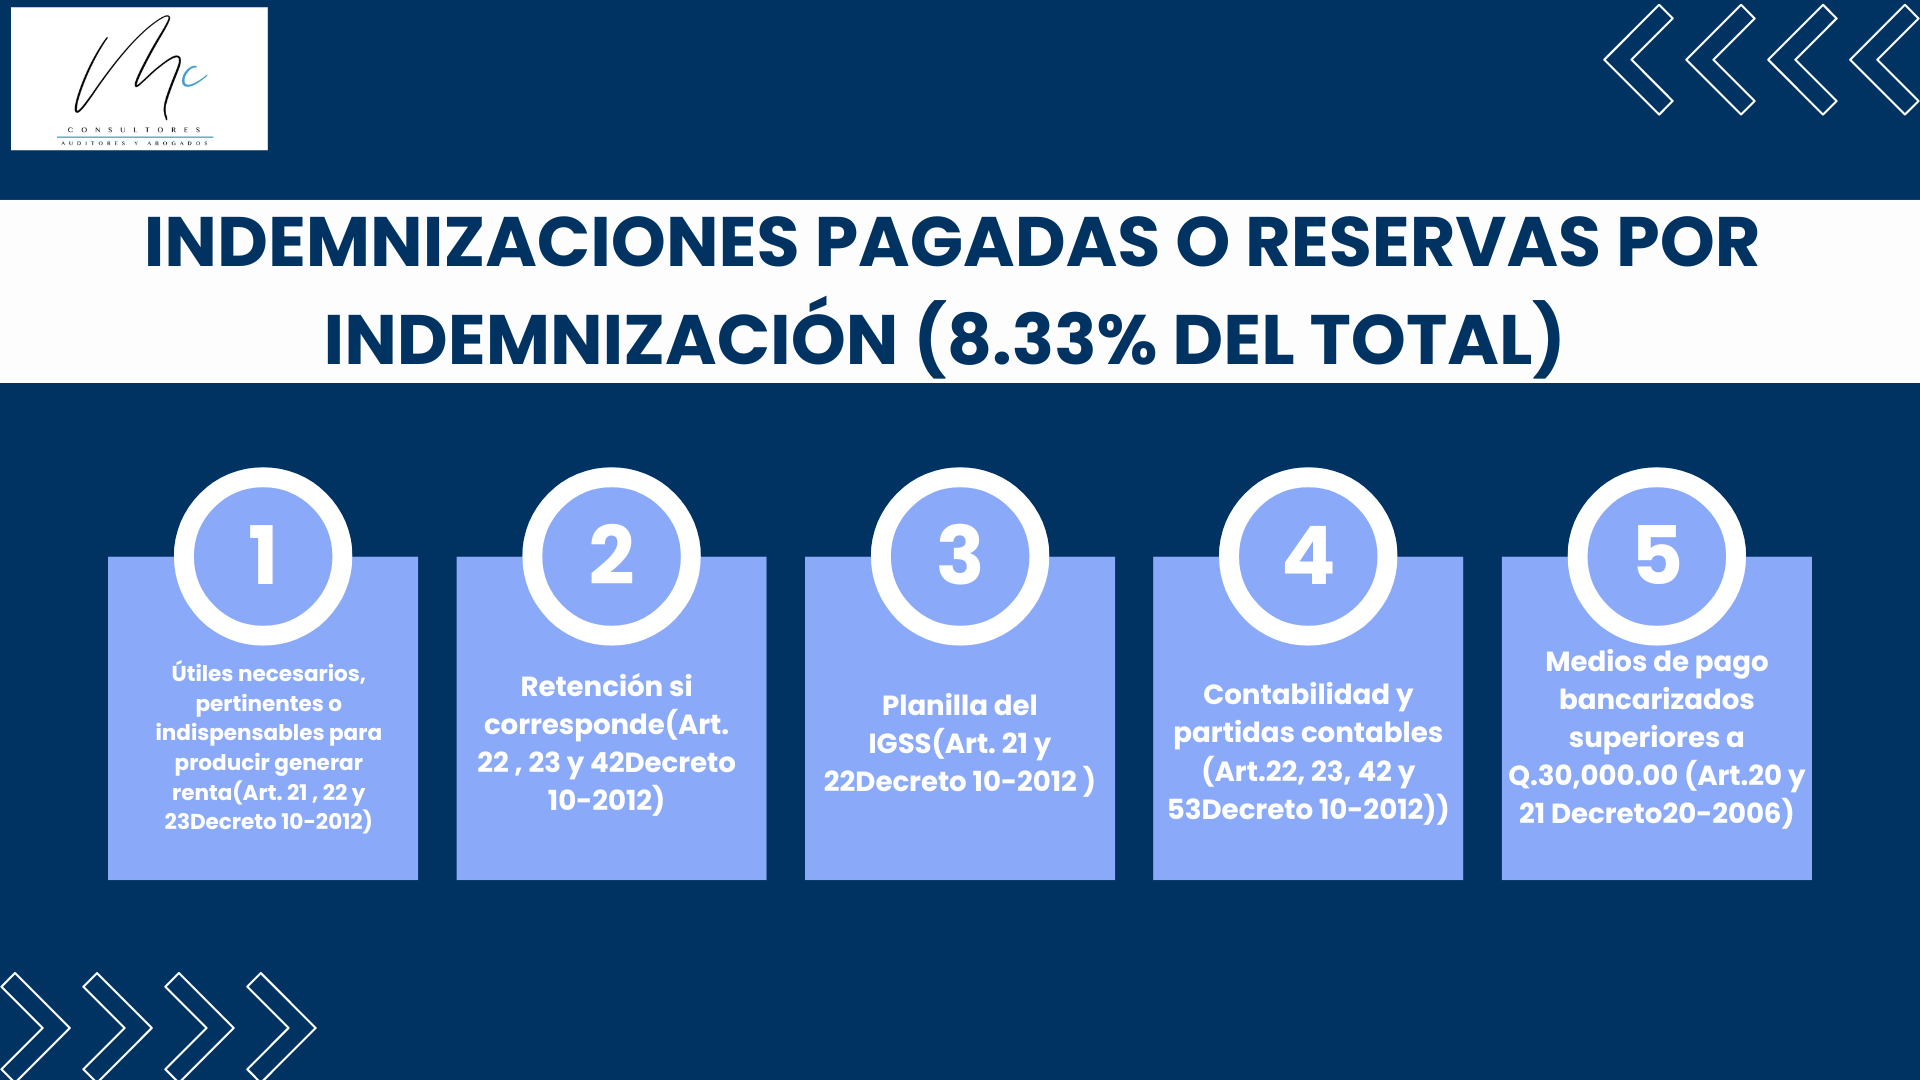 Mc
CONSULTORES
AUDITORES Y ABOGADOS
INDEMNIZACIONES PAGADAS O RESERVAS POR
INDEMNIZACIÓN (8.33% DEL TOTAL)
1
Útiles necesarios,
pertinentes o
indispensables para
producir generar
renta(Art. 21 , 22 y
23Decreto 10-2012)
2
Retención si
corresponde(Art.
22 , 23 y 42Decreto
10-2012)
3
Planilla del
IGSS(Art. 21 y
22Decreto 10-2012 )
4
Contabilidad y
partidas contables
(Art.22, 23, 42 y
53Decreto 10-2012))
5
Medios de pago
bancarizados
superiores a
Q.30,000.00 (Art.20 y
21 Decreto20-2006)